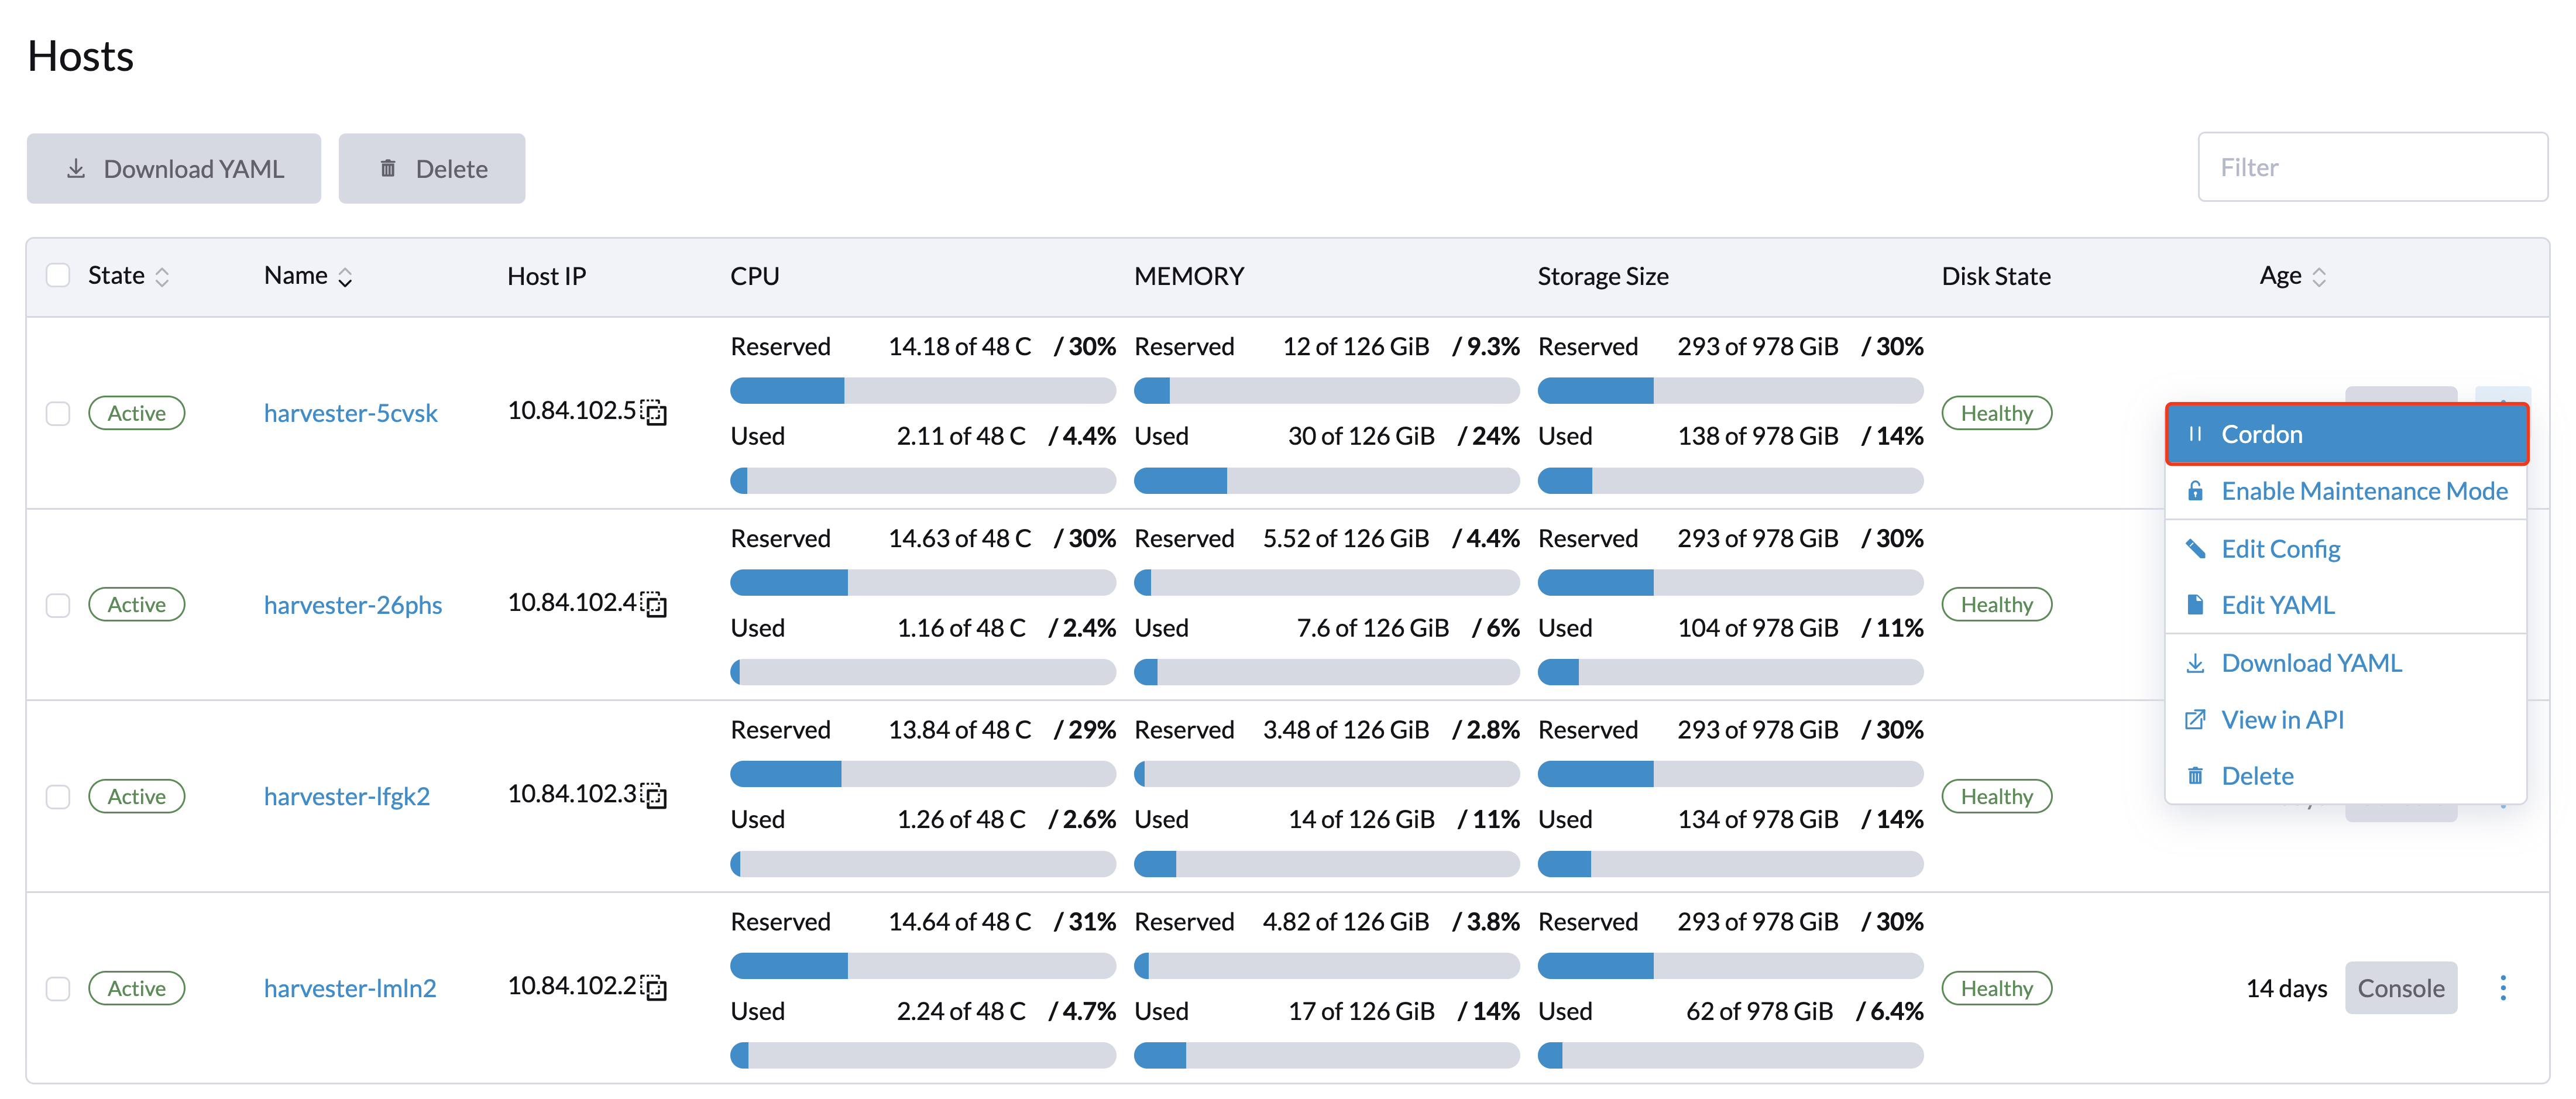 Hosts
Download YAML Delete Filter
State Name Host IP CPU MEMORY Storage Size Disk State Age
Reserved 14.18 of 48 C / 30% Reserved 12 of 126 GiB / 9.3% Reserved 293 of 978 GiB / 30%
Active harvester-5cvsk 10.84.102.5 Healthy
Used 2.11 of 48 C / 4.4% Used 30 of 126 GiB / 24% Used 138 of 978 GiB / 14%
Cordon
Enable Maintenance Mode
Reserved 14.63 of 48 C / 30% Reserved 5.52 of 126 GiB / 4.4% Reserved 293 of 978 GiB / 30%
Edit Config
Active harvester-26phs 10.84.102.4 Healthy
Edit YAML
Used 1.16 of 48 C / 2.4% Used 7.6 of 126 GiB / 6% Used 104 of 978 GiB / 11%
Download YAML
Reserved 13.84 of 48 C / 29% Reserved 3.48 of 126 GiB / 2.8% Reserved 293 of 978 GiB / 30%
View in API
Delete
Active harvester-lfgk2 10.84.102.3 Healthy
Used 1.26 of 48 C / 2.6% Used 14 of 126 GiB / 11% Used 134 of 978 GiB / 14%
Reserved 14.64 of 48 C / 31% Reserved 4.82 of 126 GiB / 3.8% Reserved 293 of 978 GiB / 30%
Active harvester-lmln2 10.84.102.2 Healthy 14 days Console
Used 2.24 of 48 C / 4.7% Used 17 of 126 GiB / 14% Used 62 of 978 GiB / 6.4%